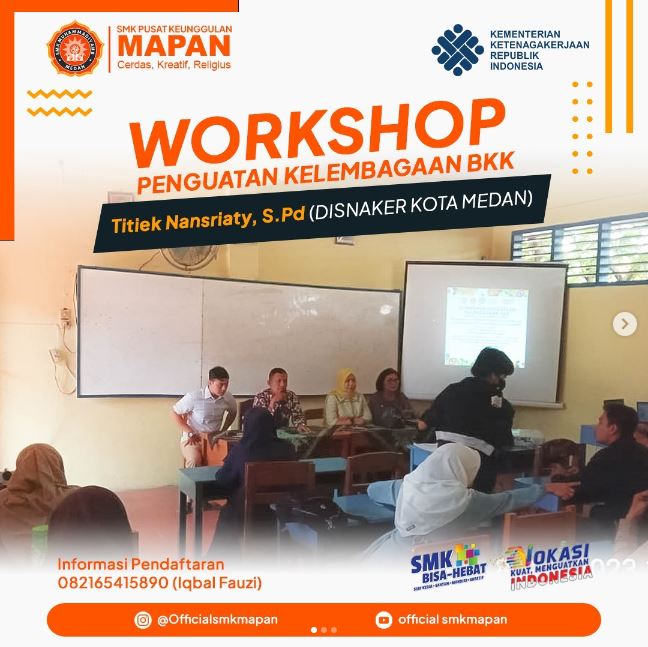 SMK PUSAT KEUNGGULAN
MAPAN
Cerdas, Kreatif, Religius
KEMENTERIAN
KETENAGAKERJAAN
REPUBLIK
INDONESIA
WORKSHOP
PENGUATAN KELEMBAGAAN BKK
Titiek Nansriaty, S.Pd (DISNAKER KOTA MEDAN)
Informasi Pendaftaran
082165415890 (Iqbal Fauzi)
SMK
BISA-HEBAT
VOKASI
KUAT, MENGUATKAN
INDONESIA
@Officialsmkmapan
official smkmapan